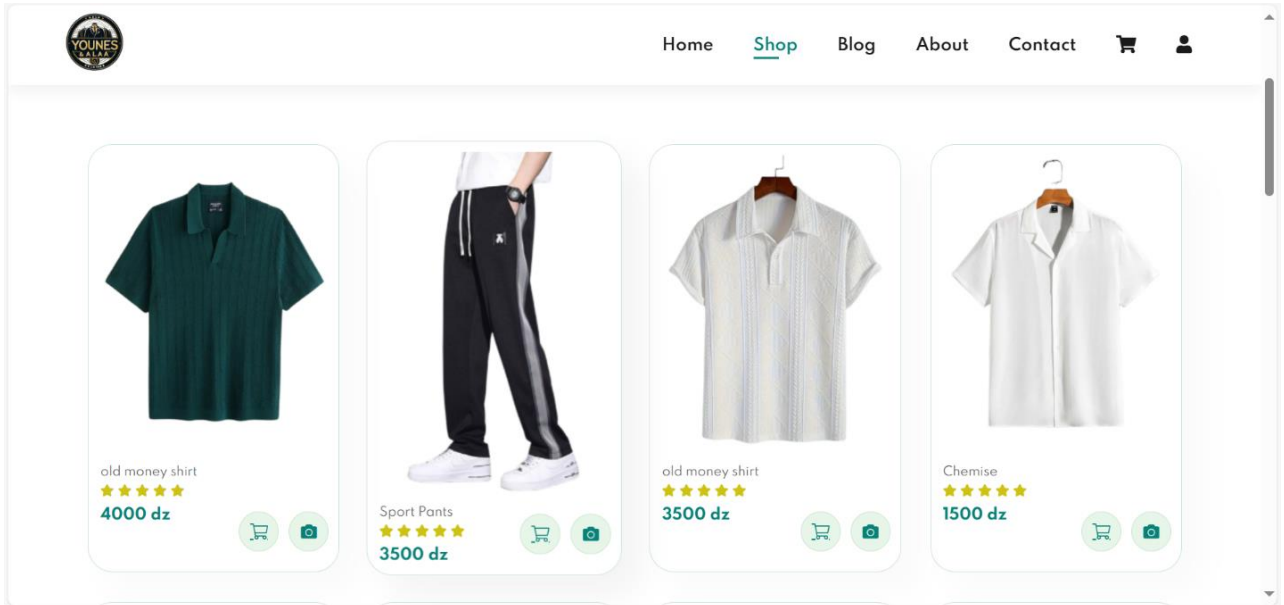 YOUNES
& ALAA
Home Shop Blog About Contact
old money shirt
4000 dz
Sport Pants
3500 dz
old money shirt
3500 dz
Chemise
1500 dz